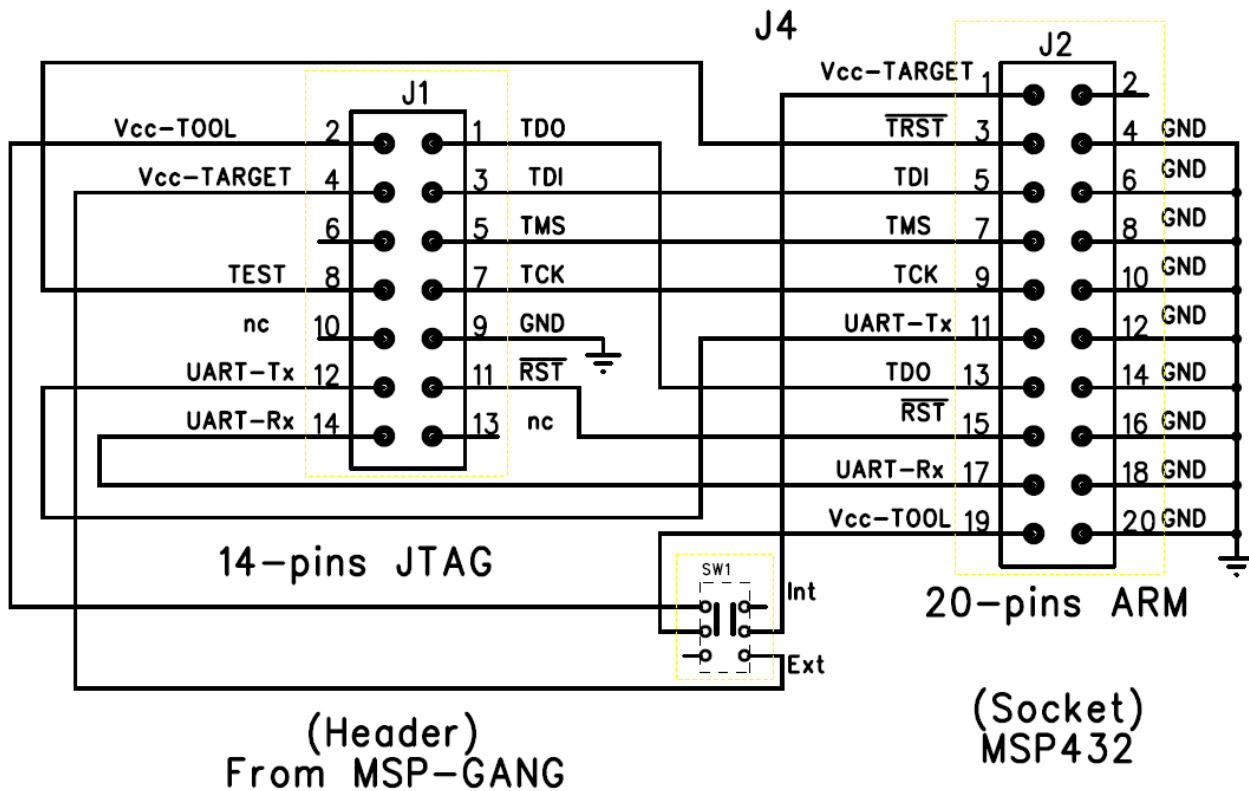 J4
J1
Vcc-TOOL 2 1 TDO
Vcc-TARGET 4 3 TDI
6 5 TMS
TEST 8 7 TCK
nc 10 9 GND
UART-Tx 12 11 RST
UART-Rx 14 13 nc
14-pins JTAG
(Header)
From MSP-GANG
SW1
Int
Ext
J2
Vcc-TARGET 1 2
TRST 3 4 GND
TDI 5 6 GND
TMS 7 8 GND
TCK 9 10 GND
UART-Tx 11 12 GND
TDO 13 14 GND
RST 15 16 GND
UART-Rx 17 18 GND
Vcc-TOOL 19 20 GND
20-pins ARM
(Socket)
MSP432